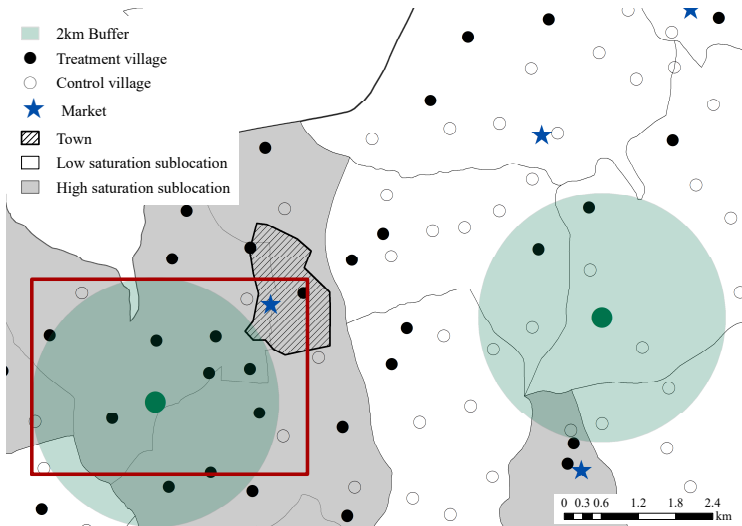 2km Buffer
Treatment village
Control village
Market
Town
Low saturation sublocation
High saturation sublocation
0 0.3 0.6 1.2 1.8 2.4
km